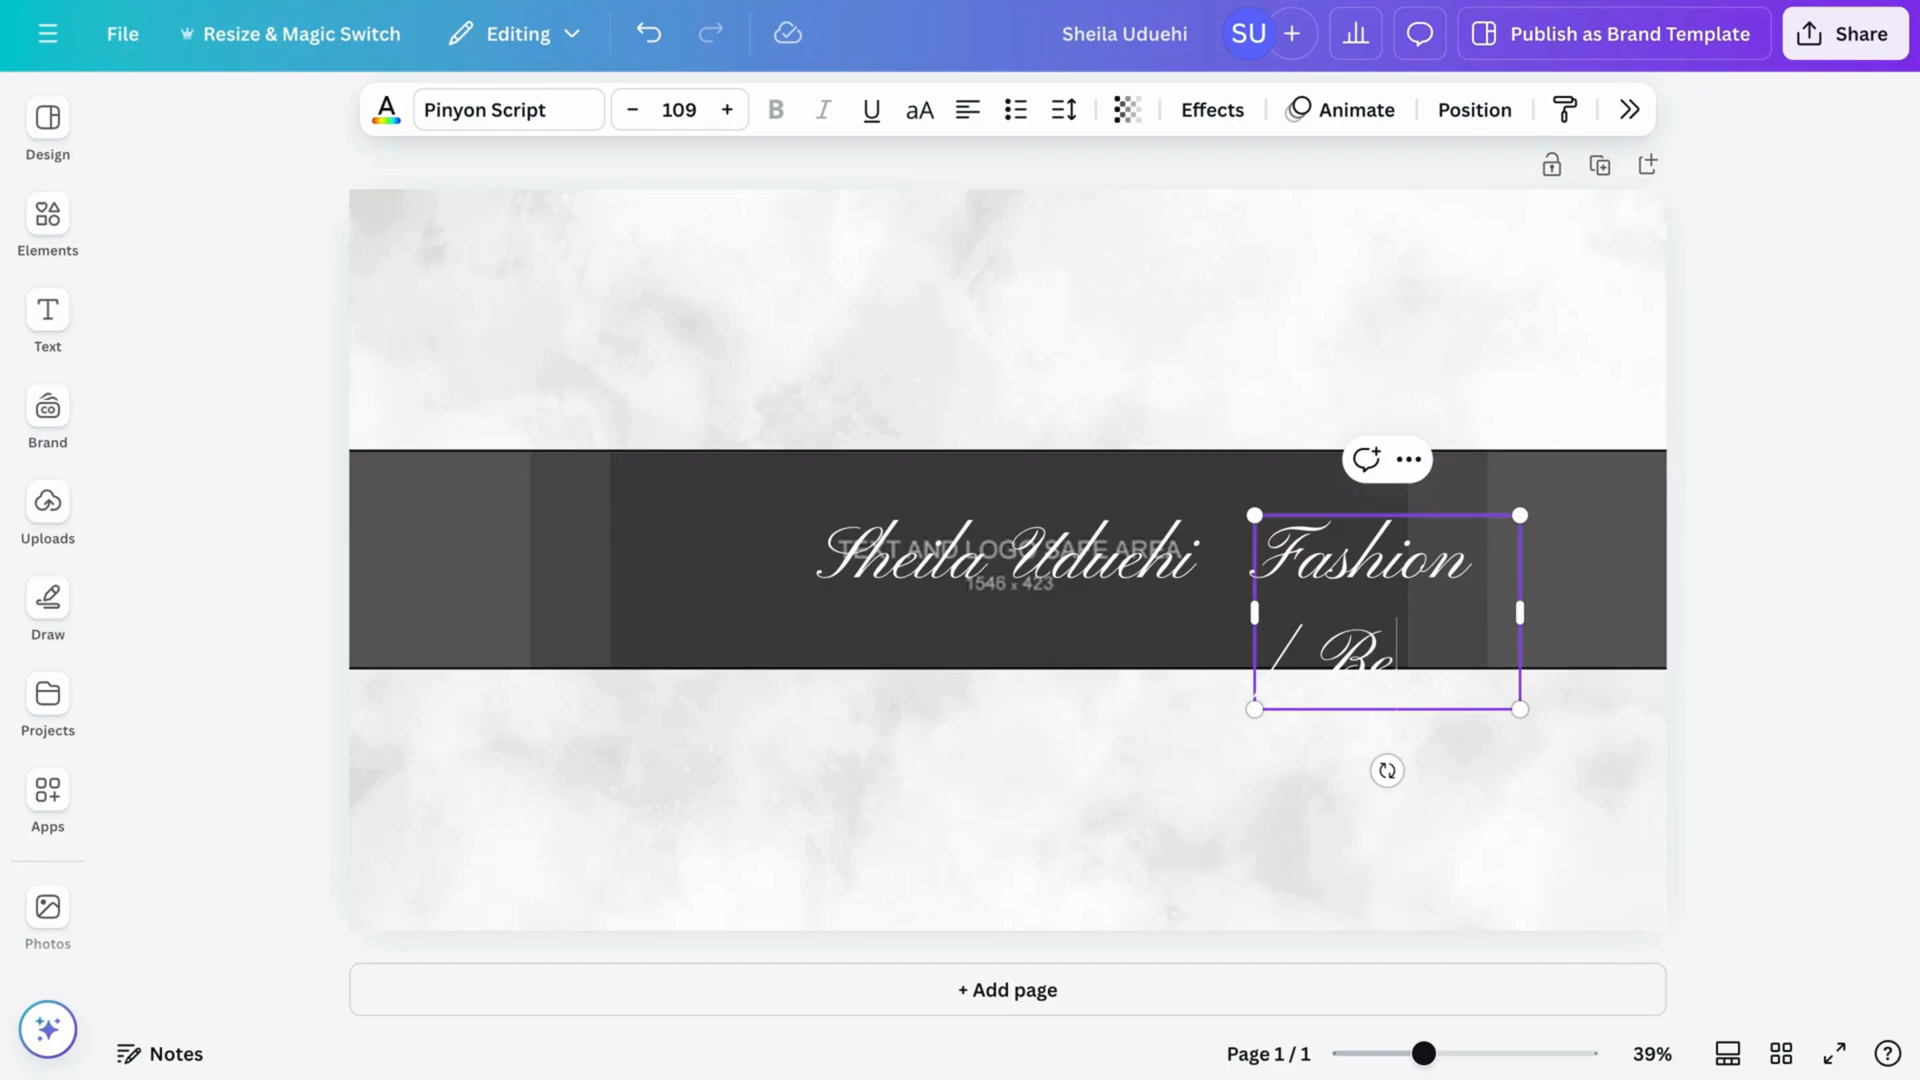 File
Resize & Magic Switch
Editing
Sheila Uduehi
SU
+
Publish as Brand Template
Share
A
Pinyon Script
− 109 +
B
I
U
aA
Effects
Animate
Position
Design
Elements
Text
Brand
Uploads
Draw
Projects
Apps
Photos
TEXT AND LOGO SAFE AREA
1546 x 423
Sheila Uduehi
Fashion
/ Be
+ Add page
Notes
Page 1 / 1
39%